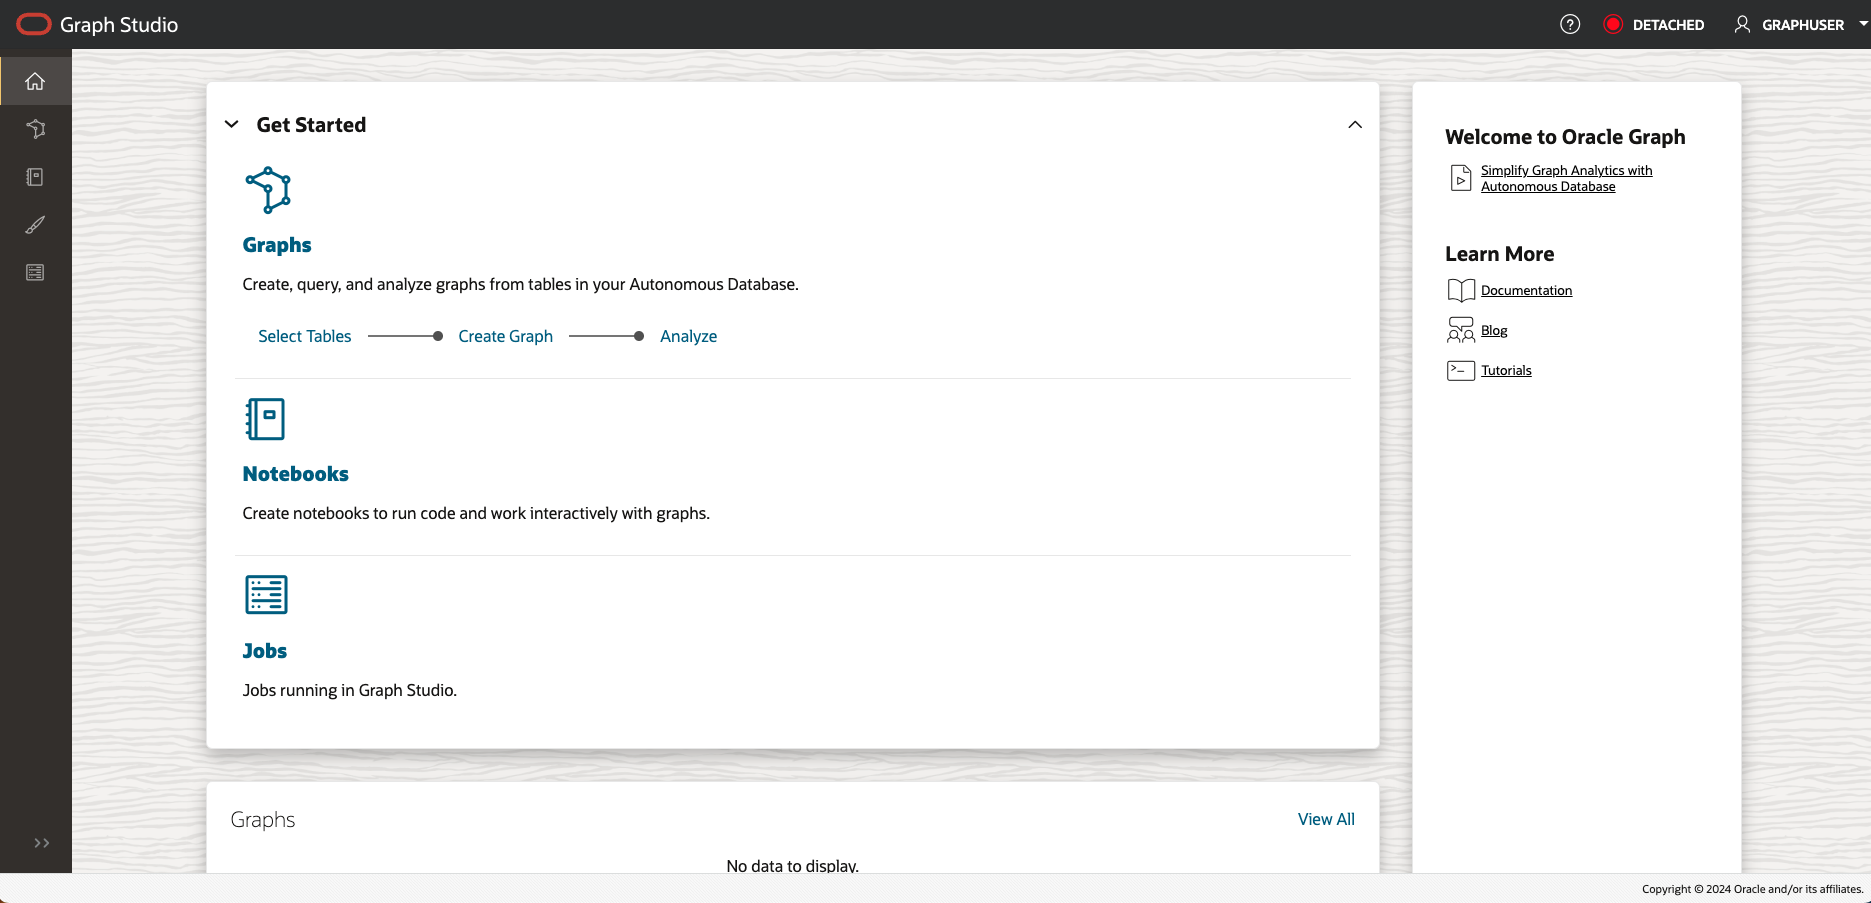 Graph Studio
DETACHED
GRAPHUSER
Get Started
Graphs
Create, query, and analyze graphs from tables in your Autonomous Database.
Select Tables
Create Graph
Analyze
Notebooks
Create notebooks to run code and work interactively with graphs.
Jobs
Jobs running in Graph Studio.
Graphs
View All
No data to display.
Welcome to Oracle Graph
Simplify Graph Analytics with
Autonomous Database
Learn More
Documentation
Blog
Tutorials
Copyright © 2024 Oracle and/or its affiliates.